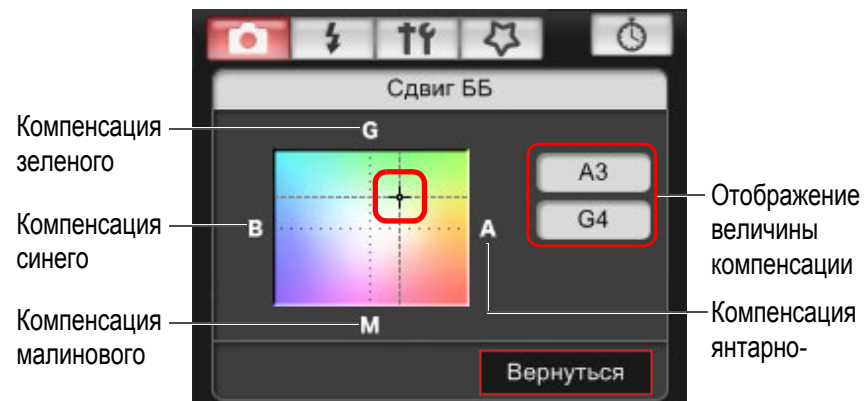 Сдвиг ББ
Компенсация
зеленого
G
A3
G4
Отображение
величины
компенсации
Компенсация
синего
B
A
Компенсация
янтарно-
Компенсация
малинового
M
Вернуться